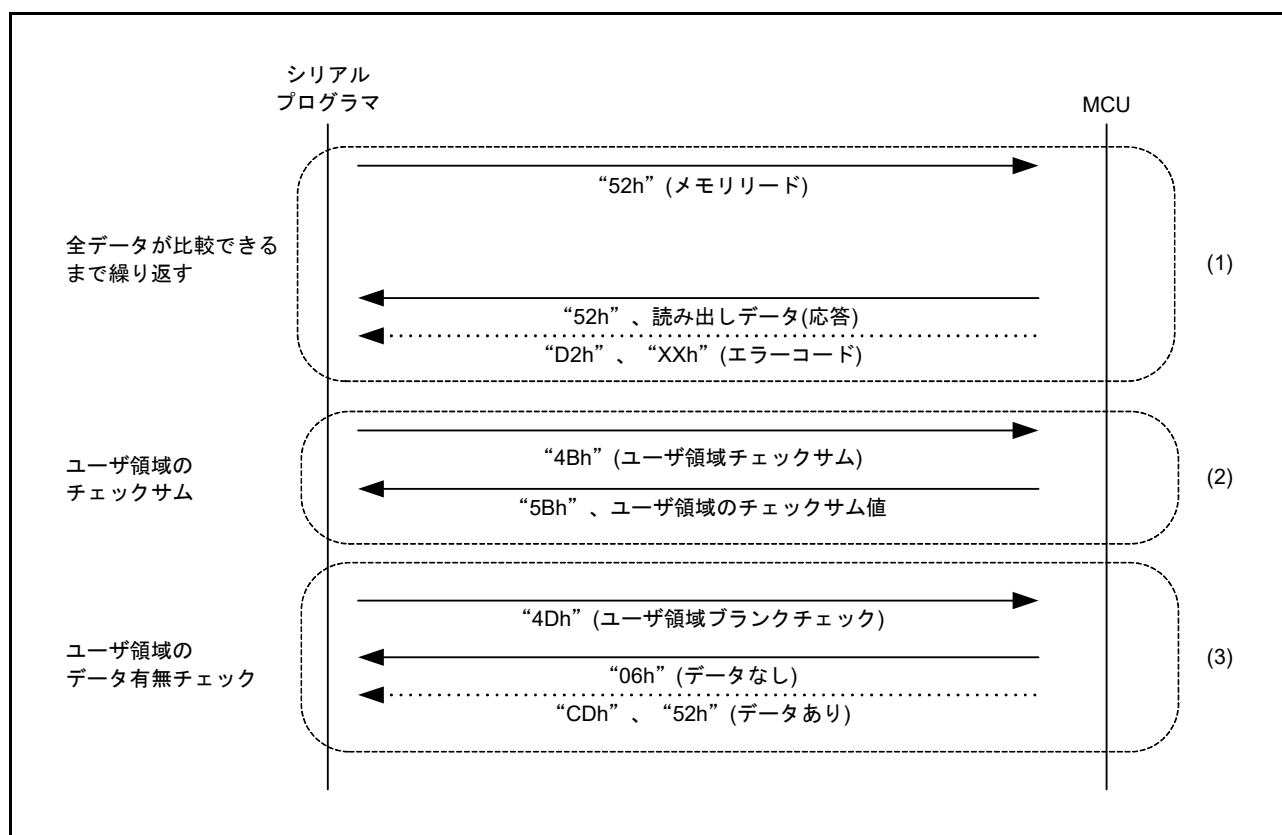 シリアル
プログラマ
MCU
“52h” (メモリリード)
全データが比較できる
まで繰り返す
(1)
“52h” 、読み出しデータ(応答)
“D2h” 、 “XXh” (エラーコード)
“4Bh” (ユーザ領域チェックサム)
ユーザ領域の
チェックサム
(2)
“5Bh” 、ユーザ領域のチェックサム値
“4Dh” (ユーザ領域ブランクチェック)
ユーザ領域の
データ有無チェック
(3)
“06h” (データなし)
“CDh” 、 “52h” (データあり)